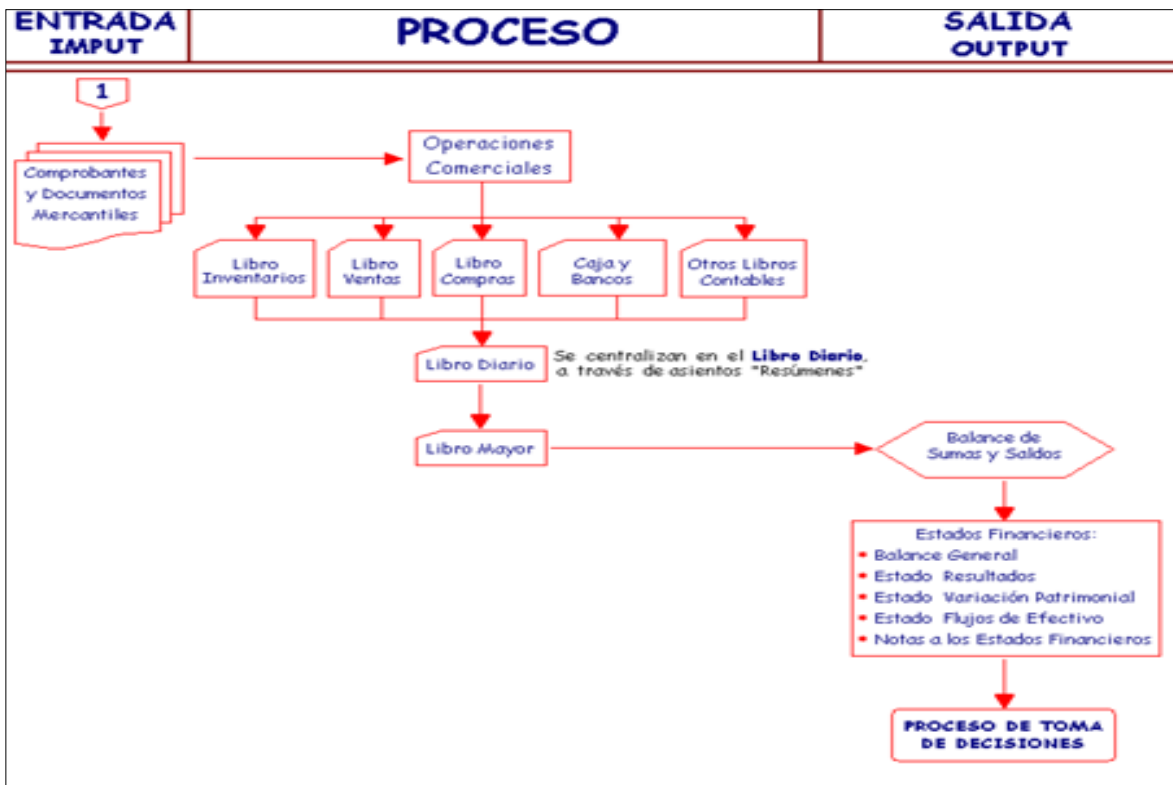 ENTRADA
IMPUT
PROCESO
SALIDA
OUTPUT
1
Comprobantes
y Documentos
Mercantiles
Operaciones
Comerciales
Libro
Inventarios
Libro
Ventas
Libro
Compras
Caja y
Bancos
Otros Libros
Contables
Libro Diario
Se centralizan en el Libro Diario,
a través de asientos "Resúmenes"
Libro Mayor
Balance de
Sumas y Saldos
Estados Financieros:
• Balance General
• Estado Resultados
• Estado Variación Patrimonial
• Estado Flujos de Efectivo
• Notas a los Estados Financieros
PROCESO DE TOMA
DE DECISIONES